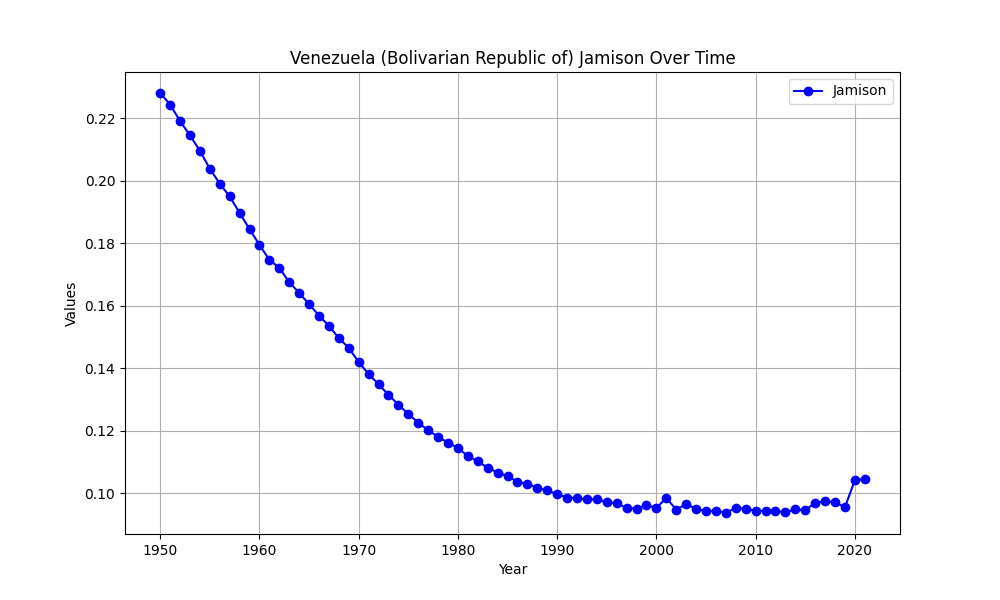 Venezuela (Bolivarian Republic of) Jamison Over Time
Jamison
0.22
0.20
0.18
0.16
0.14
0.12
0.10
Values
1950 1960 1970 1980 1990 2000 2010 2020
Year